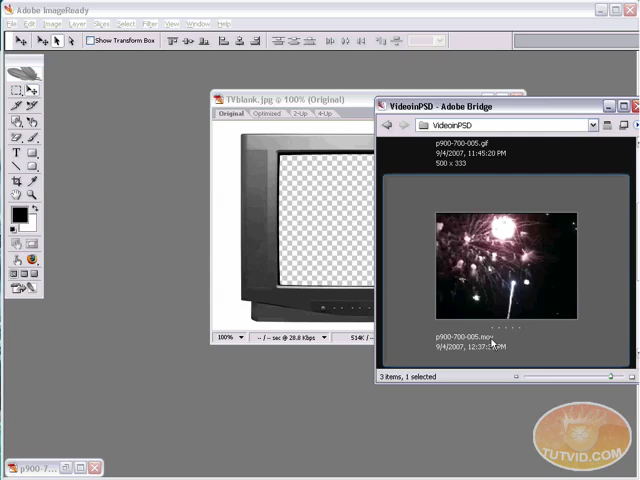 Adobe ImageReady
File Edit Image Layer Slices Select Filter View Window Help
Show Transform Box
TVblank.jpg @ 100% (Original)
Original Optimized 2-Up 4-Up
100% -- / -- sec @ 28.8 Kbps 514K /
VideoinPSD - Adobe Bridge
VideoinPSD
p900-700-005.gif
9/4/2007, 11:45:20 PM
500 x 333
p900-700-005.mov
9/4/2007, 12:37: PM
3 items, 1 selected
p900-7...
TUTVID.COM